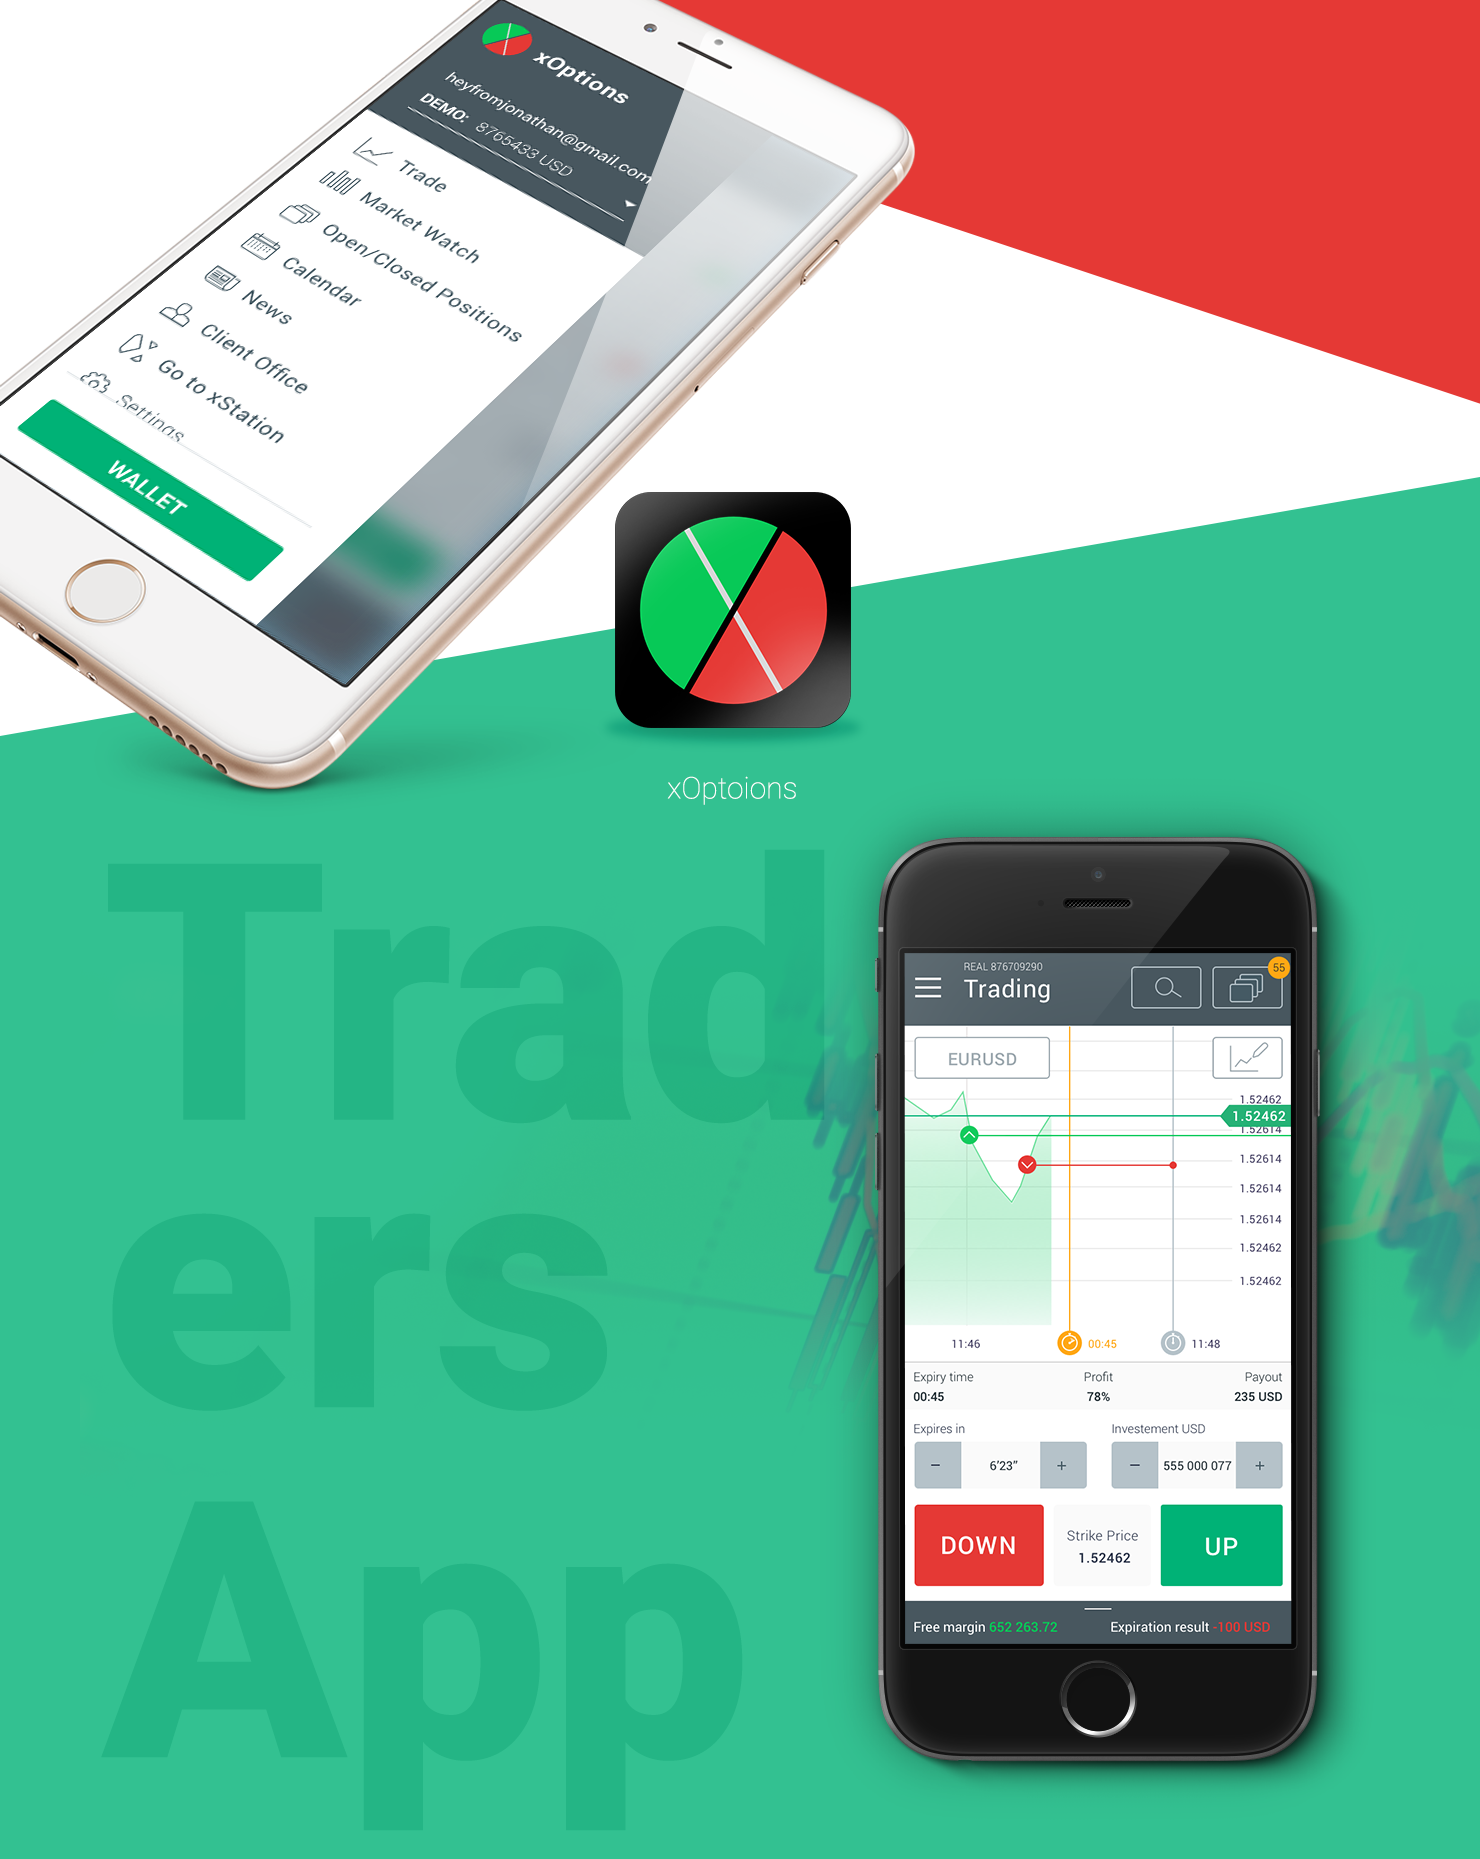 xOptions
heyfromjonathan@gmail.com
DEMO: 8765433 USD
Trade
Market Watch
Open/Closed Positions
Calendar
News
Client Office
Go to xStation
Settings
WALLET
xOptoions
Trad
ers
App
REAL 876709290
Trading
55
EURUSD
1.52462
1.52462
1.52614
1.52614
1.52614
1.52614
1.52462
1.52462
11:46
00:45
11:48
Expiry time
Profit
Payout
00:45
78%
235 USD
Expires in
Investement USD
−
6'23"
+
−
555 000 077
+
DOWN
Strike Price
1.52462
UP
Free margin 652 263.72
Expiration result -100 USD